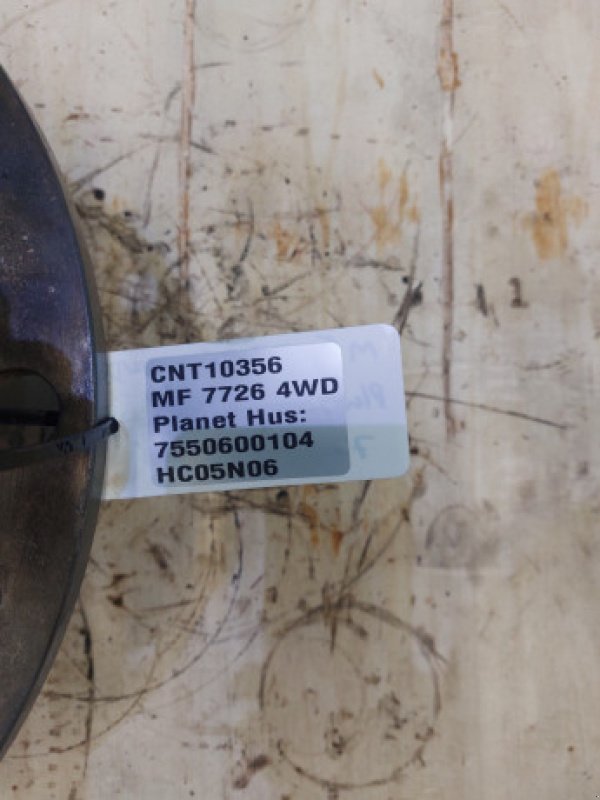 CNT10356
MF 7726 4WD
Planet Hus:
7550600104
HC05N06